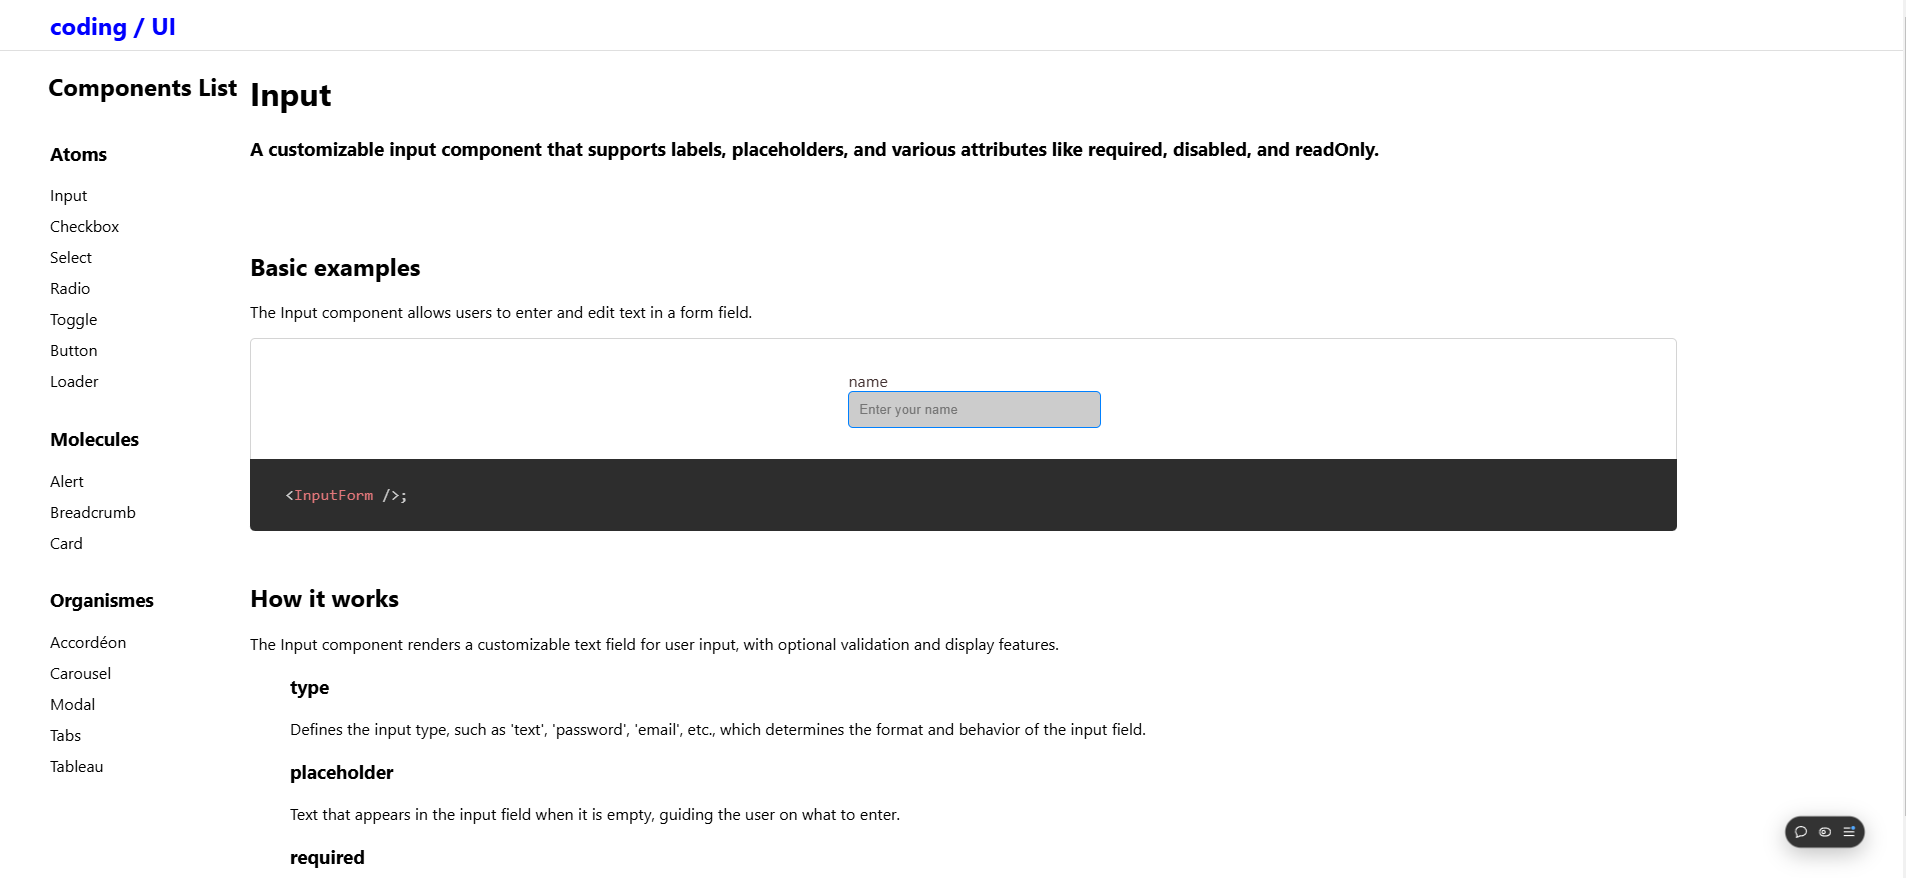 coding / UI
Components List
Atoms
Input
Checkbox
Select
Radio
Toggle
Button
Loader
Molecules
Alert
Breadcrumb
Card
Organismes
Accordéon
Carousel
Modal
Tabs
Tableau
Input
A customizable input component that supports labels, placeholders, and various attributes like required, disabled, and readOnly.
Basic examples
The Input component allows users to enter and edit text in a form field.
name
Enter your name
<InputForm />;
How it works
The Input component renders a customizable text field for user input, with optional validation and display features.
type
Defines the input type, such as 'text', 'password', 'email', etc., which determines the format and behavior of the input field.
placeholder
Text that appears in the input field when it is empty, guiding the user on what to enter.
required